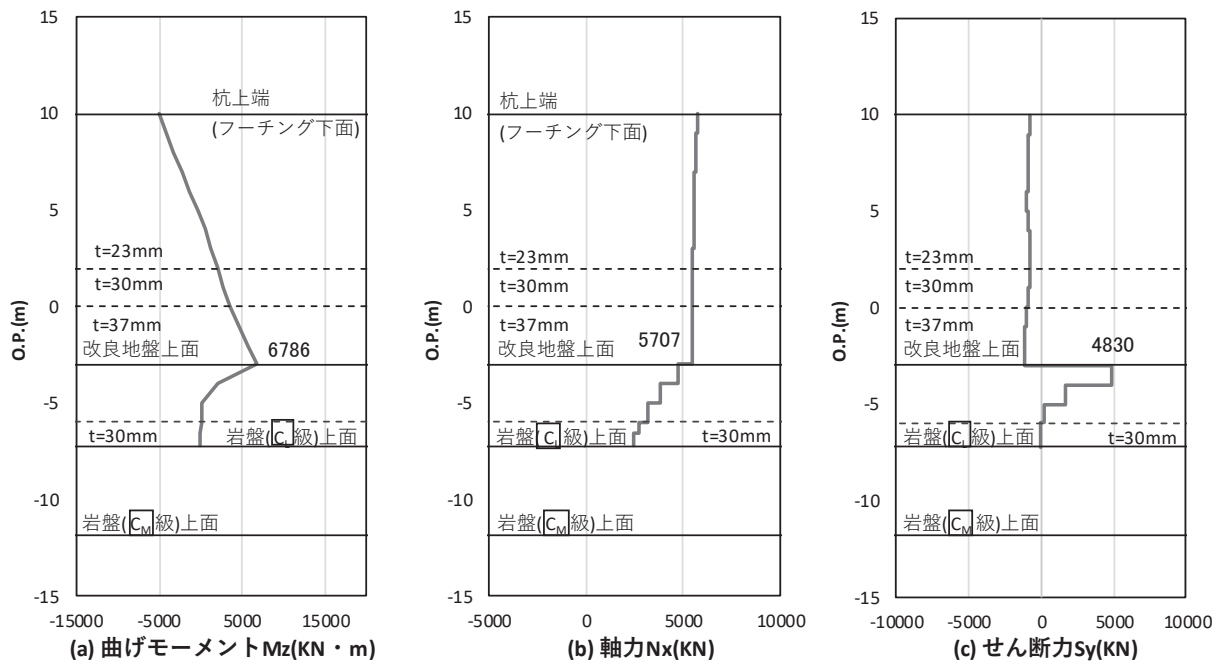 15
10
5
0
-5
-10
-15
O.P.(m)
-15000
-5000
5000
15000
杭上端
(フーチング下面)
t=23mm
t=30mm
t=37mm
改良地盤上面
6786
t=30mm
岩盤(CL級)上面
岩盤(CM級)上面
(a) 曲げモーメントMz(KN・m)
15
10
5
0
-5
-10
-15
O.P.(m)
-5000
0
5000
10000
杭上端
(フーチング下面)
t=23mm
t=30mm
t=37mm
5707
改良地盤上面
岩盤(CL級)上面
t=30mm
岩盤(CM級)上面
(b) 軸力Nx(KN)
15
10
5
0
-5
-10
-15
O.P.(m)
-10000
-5000
0
5000
10000
杭上端
(フーチング下面)
t=23mm
t=30mm
t=37mm
4830
改良地盤上面
岩盤(CL級)上面
t=30mm
岩盤(CM級)上面
(c) せん断力Sy(KN)